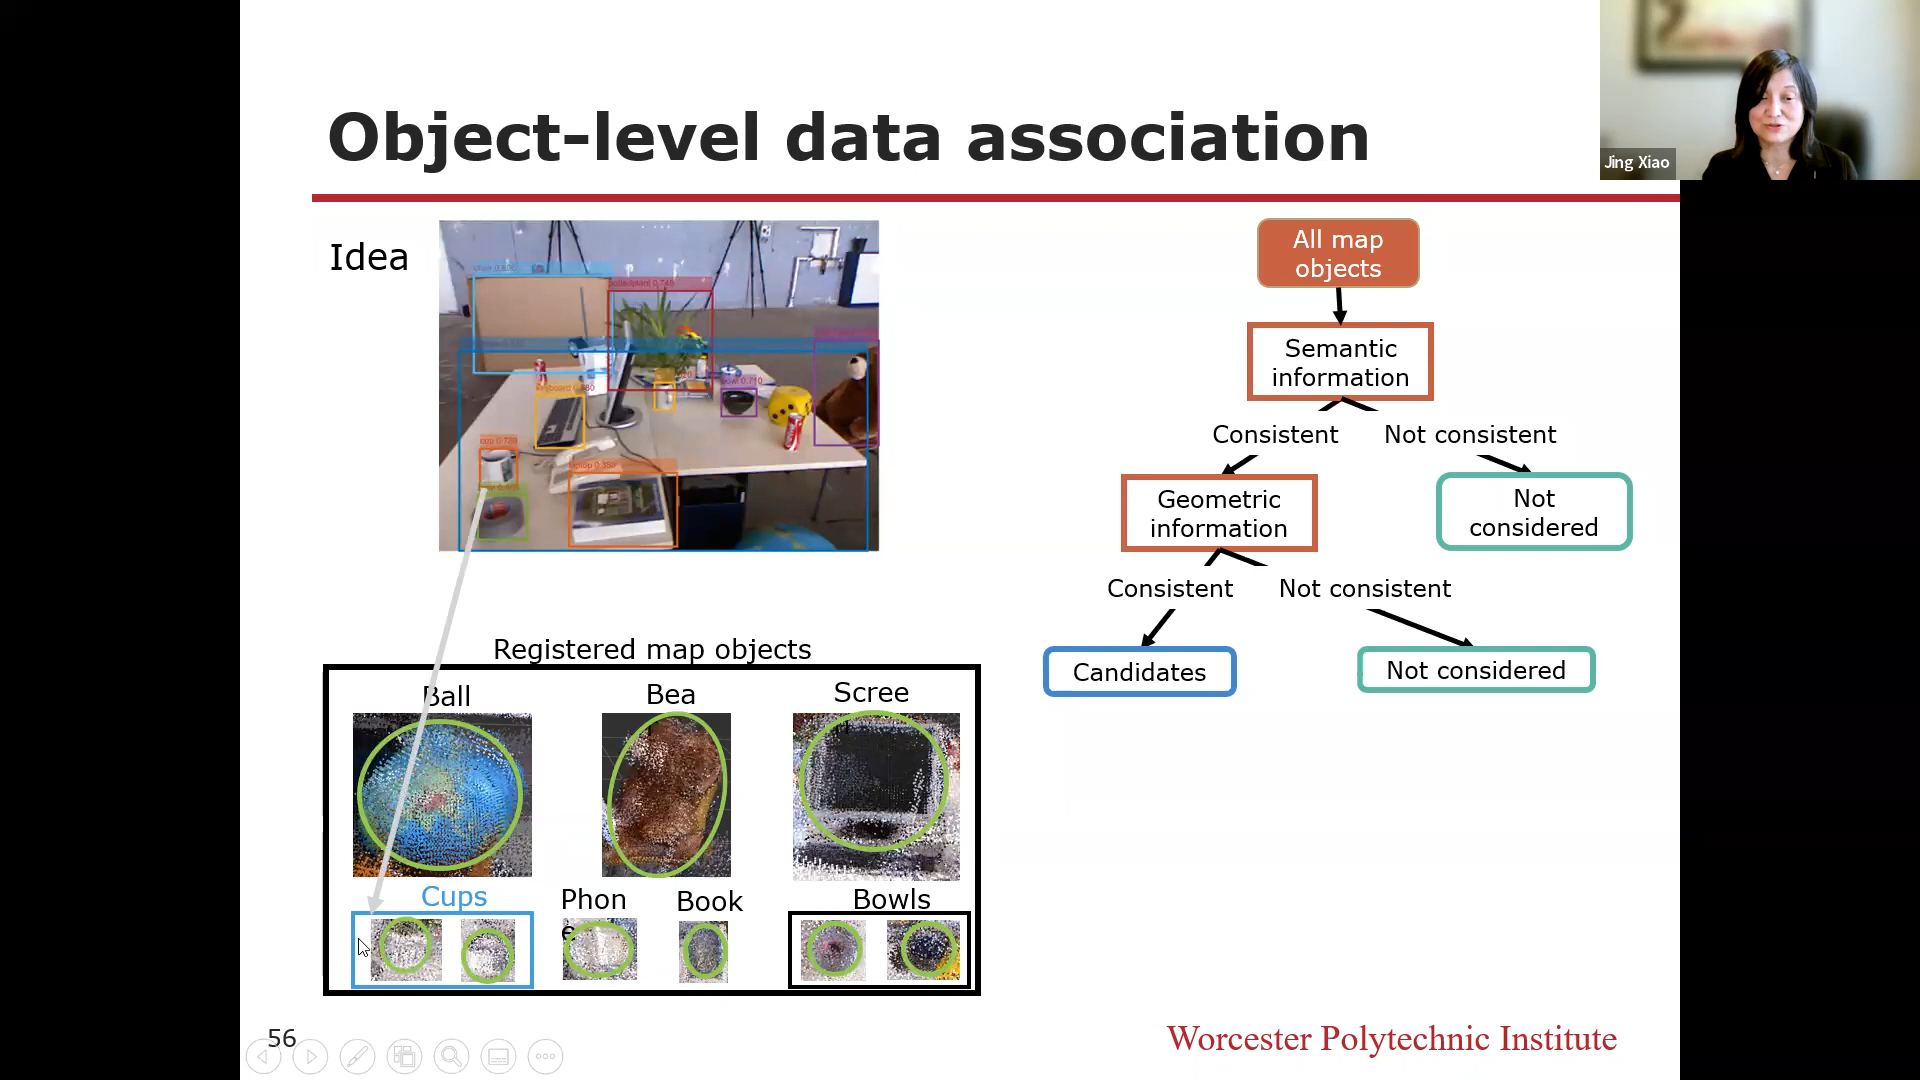 Object-level data association
Jing Xiao
Idea
All map
objects
Semantic
information
Consistent
Not consistent
Geometric
information
Not
considered
Consistent
Not consistent
Candidates
Not considered
Registered map objects
Ball
Bea
Scree
Cups
Phon
e
Book
Bowls
56
Worcester Polytechnic Institute